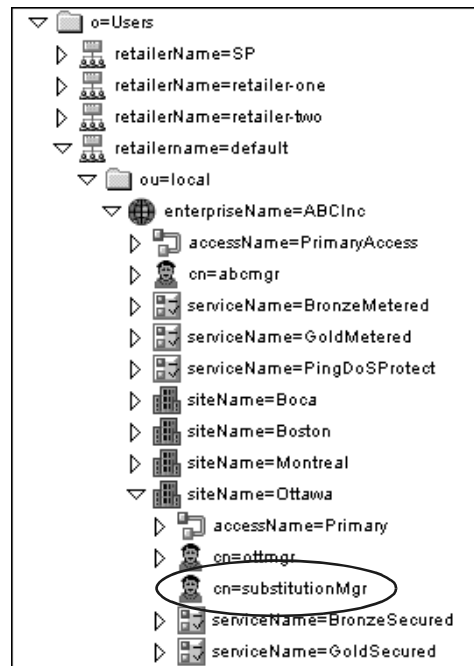 o=Users
retailerName=SP
retailerName=retailer-one
retailerName=retailer-two
retailername=default
ou=local
enterpriseName=ABCInc
accessName=PrimaryAccess
cn=abcmgr
serviceName=BronzeMetered
serviceName=GoldMetered
serviceName=PingDoSProtect
siteName=Boca
siteName=Boston
siteName=Montreal
siteName=Ottawa
accessName=Primary
cn=ottmgr
cn=substitutionMgr
serviceName=BronzeSecured
serviceName=GoldSecured